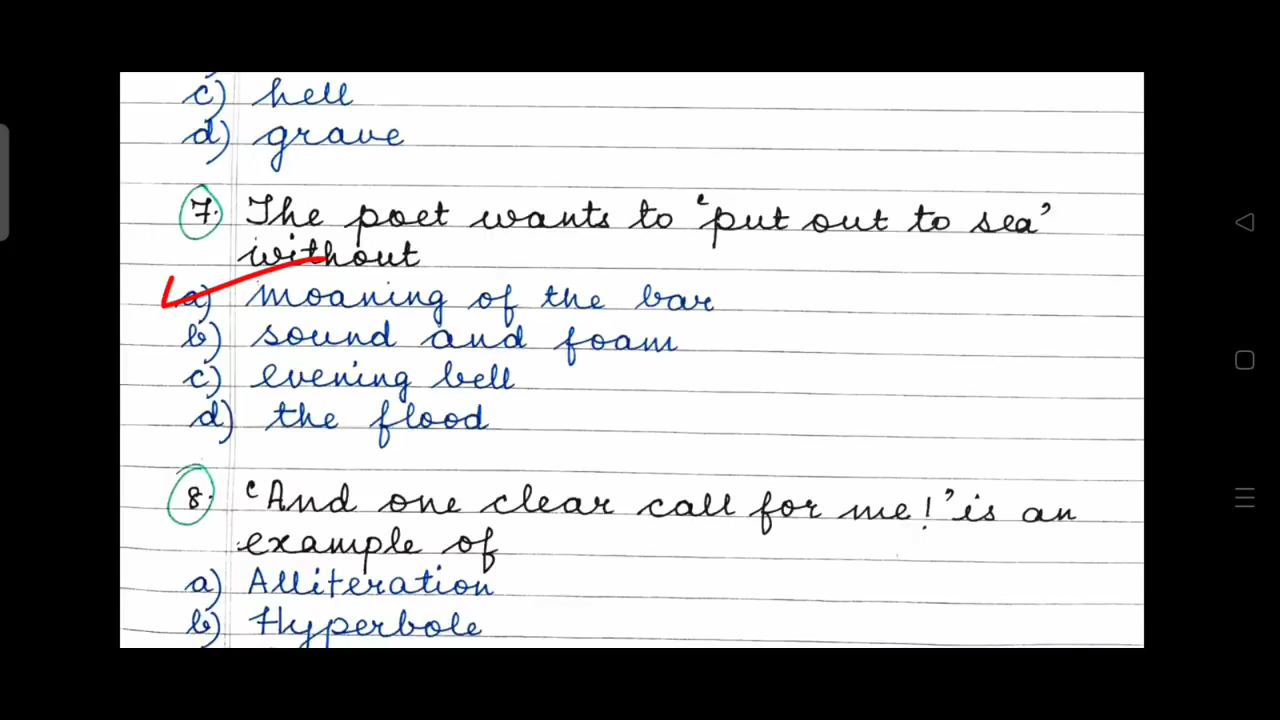 c) hell
d) grave
7. The poet wants to 'put out to sea'
without
a) moaning of the bar
b) sound and foam
c) evening bell
d) the flood
8. 'And one clear call for me!' is an
example of
a) Alliteration
b) Hyperbole